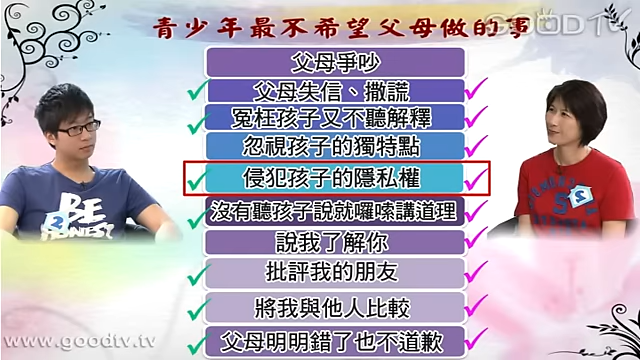 青少年最不希望父母做的事
GOODTV
父母爭吵
父母失信、撒謊
冤枉孩子又不聽解釋
忽視孩子的獨特點
侵犯孩子的隱私權
沒有聽孩子說就囉嗦講道理
說我了解你
批評我的朋友
將我與他人比較
父母明明錯了也不道歉
2
BE
HONEST
S
www.goodtv.tv